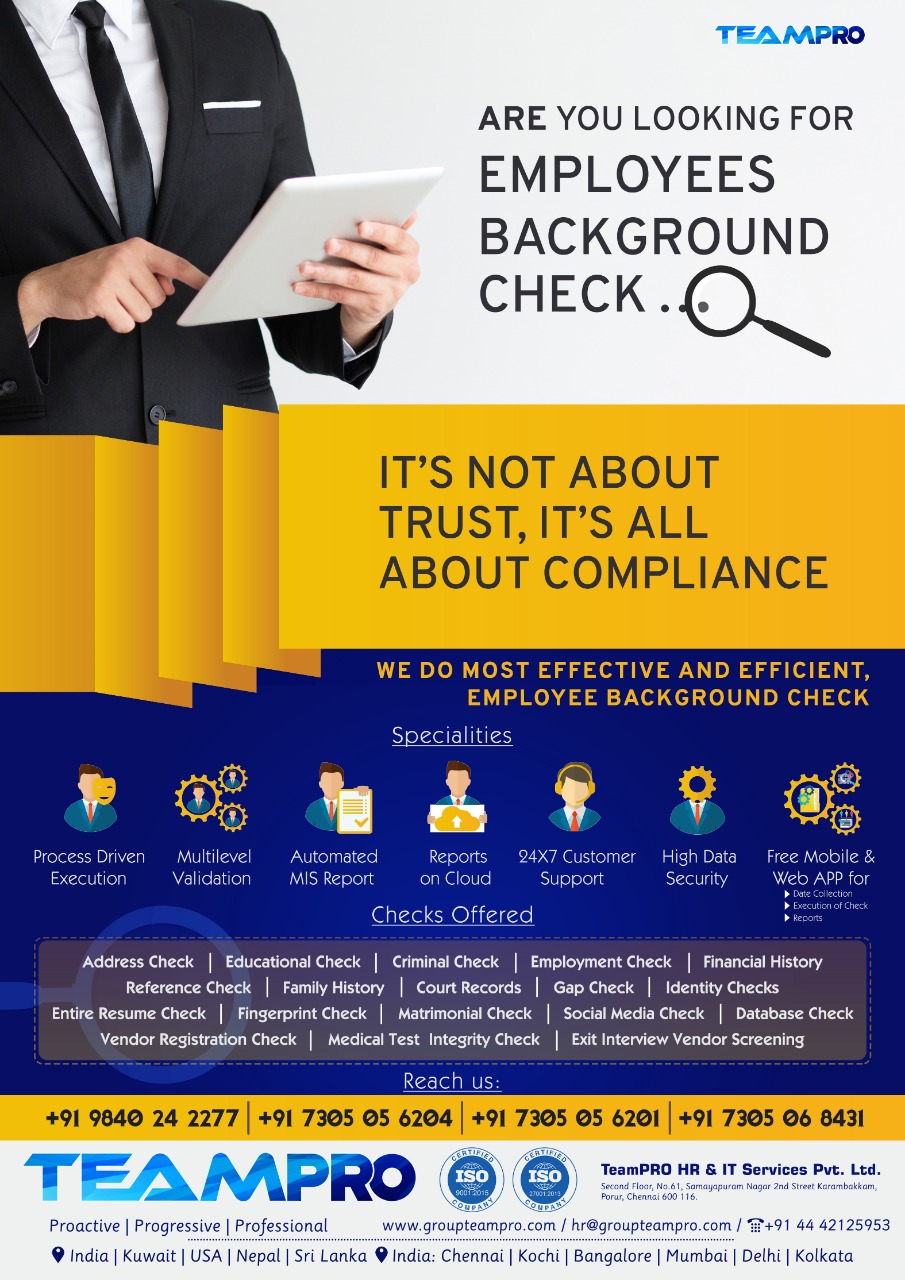 TEAMPRO
ARE YOU LOOKING FOR
EMPLOYEES
BACKGROUND
CHECK ...
IT'S NOT ABOUT
TRUST, IT'S ALL
ABOUT COMPLIANCE
WE DO MOST EFFECTIVE AND EFFICIENT,
EMPLOYEE BACKGROUND CHECK
Specialities
Process Driven Execution
Multilevel Validation
Automated MIS Report
Reports on Cloud
24X7 Customer Support
High Data Security
Free Mobile & Web APP for
Date Collection
Execution of Check
Reports
Checks Offered
Address Check | Educational Check | Criminal Check | Employment Check | Financial History
Reference Check | Family History | Court Records | Gap Check | Identity Checks
Entire Resume Check | Fingerprint Check | Matrimonial Check | Social Media Check | Database Check
Vendor Registration Check | Medical Test Integrity Check | Exit Interview Vendor Screening
Reach us:
+91 9840 24 2277 | +91 7305 05 6204 | +91 7305 05 6201 | +91 7305 06 8431
TEAMPRO
CERTIFIED ISO 9001:2015 COMPANY
CERTIFIED ISO 27001:2013 COMPANY
TeamPRO HR & IT Services Pvt. Ltd.
Second Floor, No.61, Samayapuram Nagar 2nd Street Karambakkam,
Porur, Chennai 600 116.
Proactive | Progressive | Professional
www.groupteampro.com / hr@groupteampro.com / ☎+91 44 42125953
India | Kuwait | USA | Nepal | Sri Lanka
India: Chennai | Kochi | Bangalore | Mumbai | Delhi | Kolkata